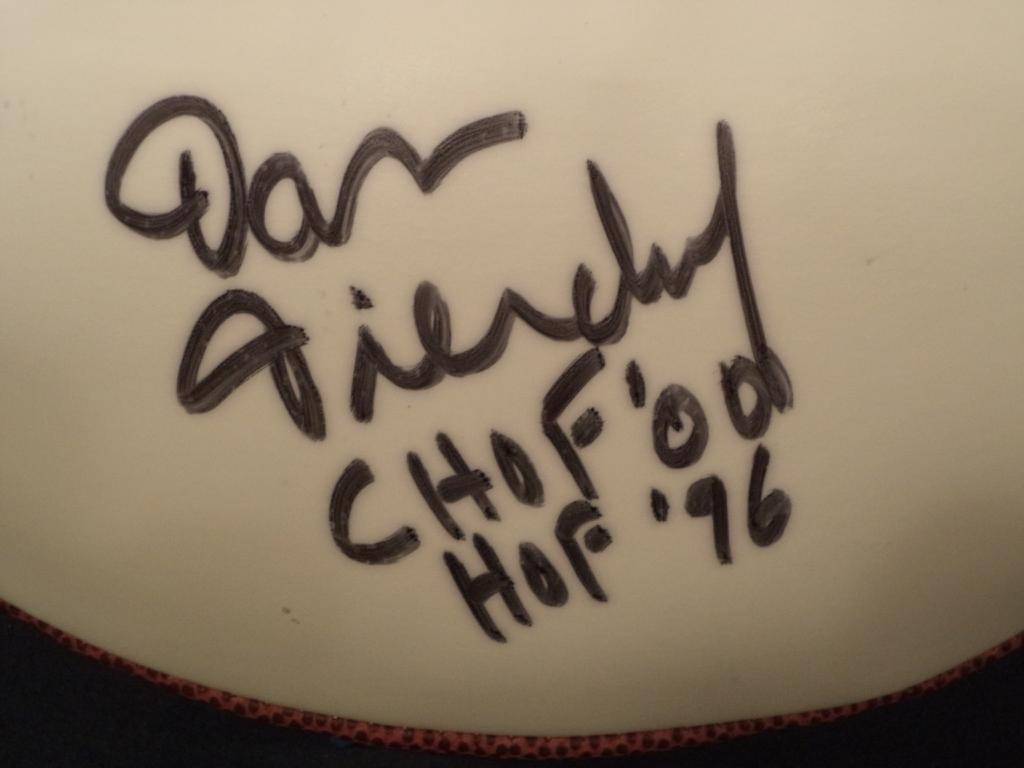 Dan
Dierdorf
CHOF '00
HOF '96